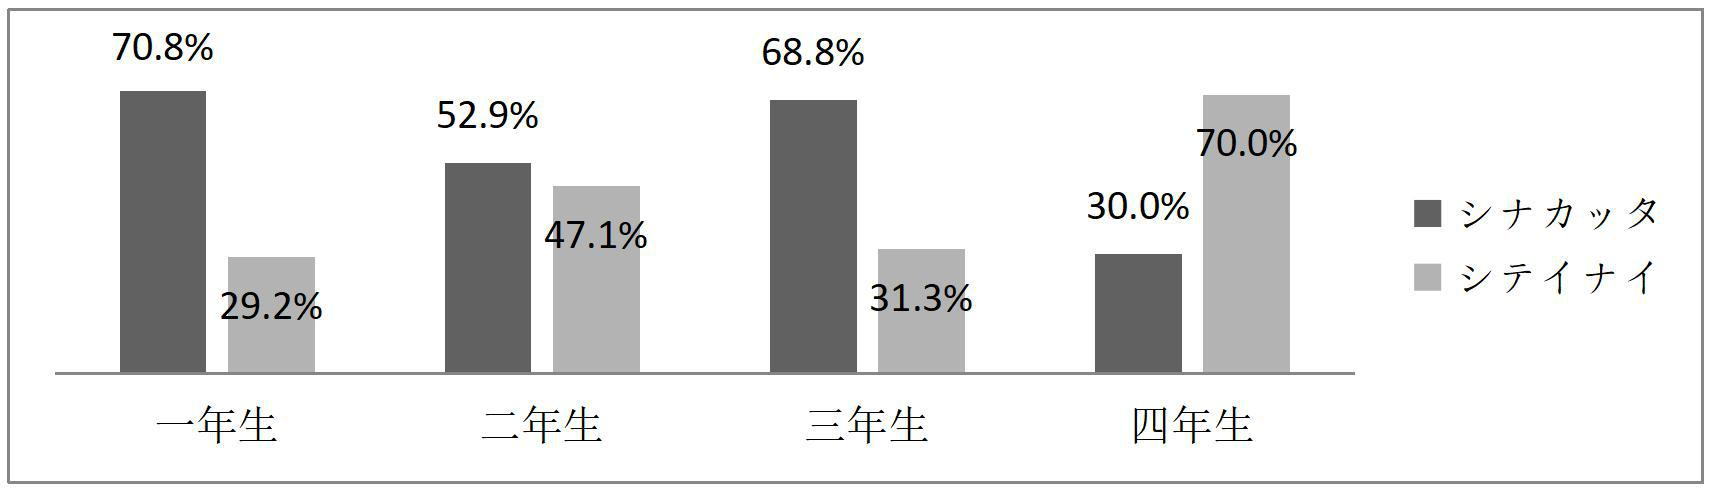 70.8%
29.2%
52.9%
47.1%
68.8%
31.3%
30.0%
70.0%
シナカッタ
シテイナイ
一年生
二年生
三年生
四年生